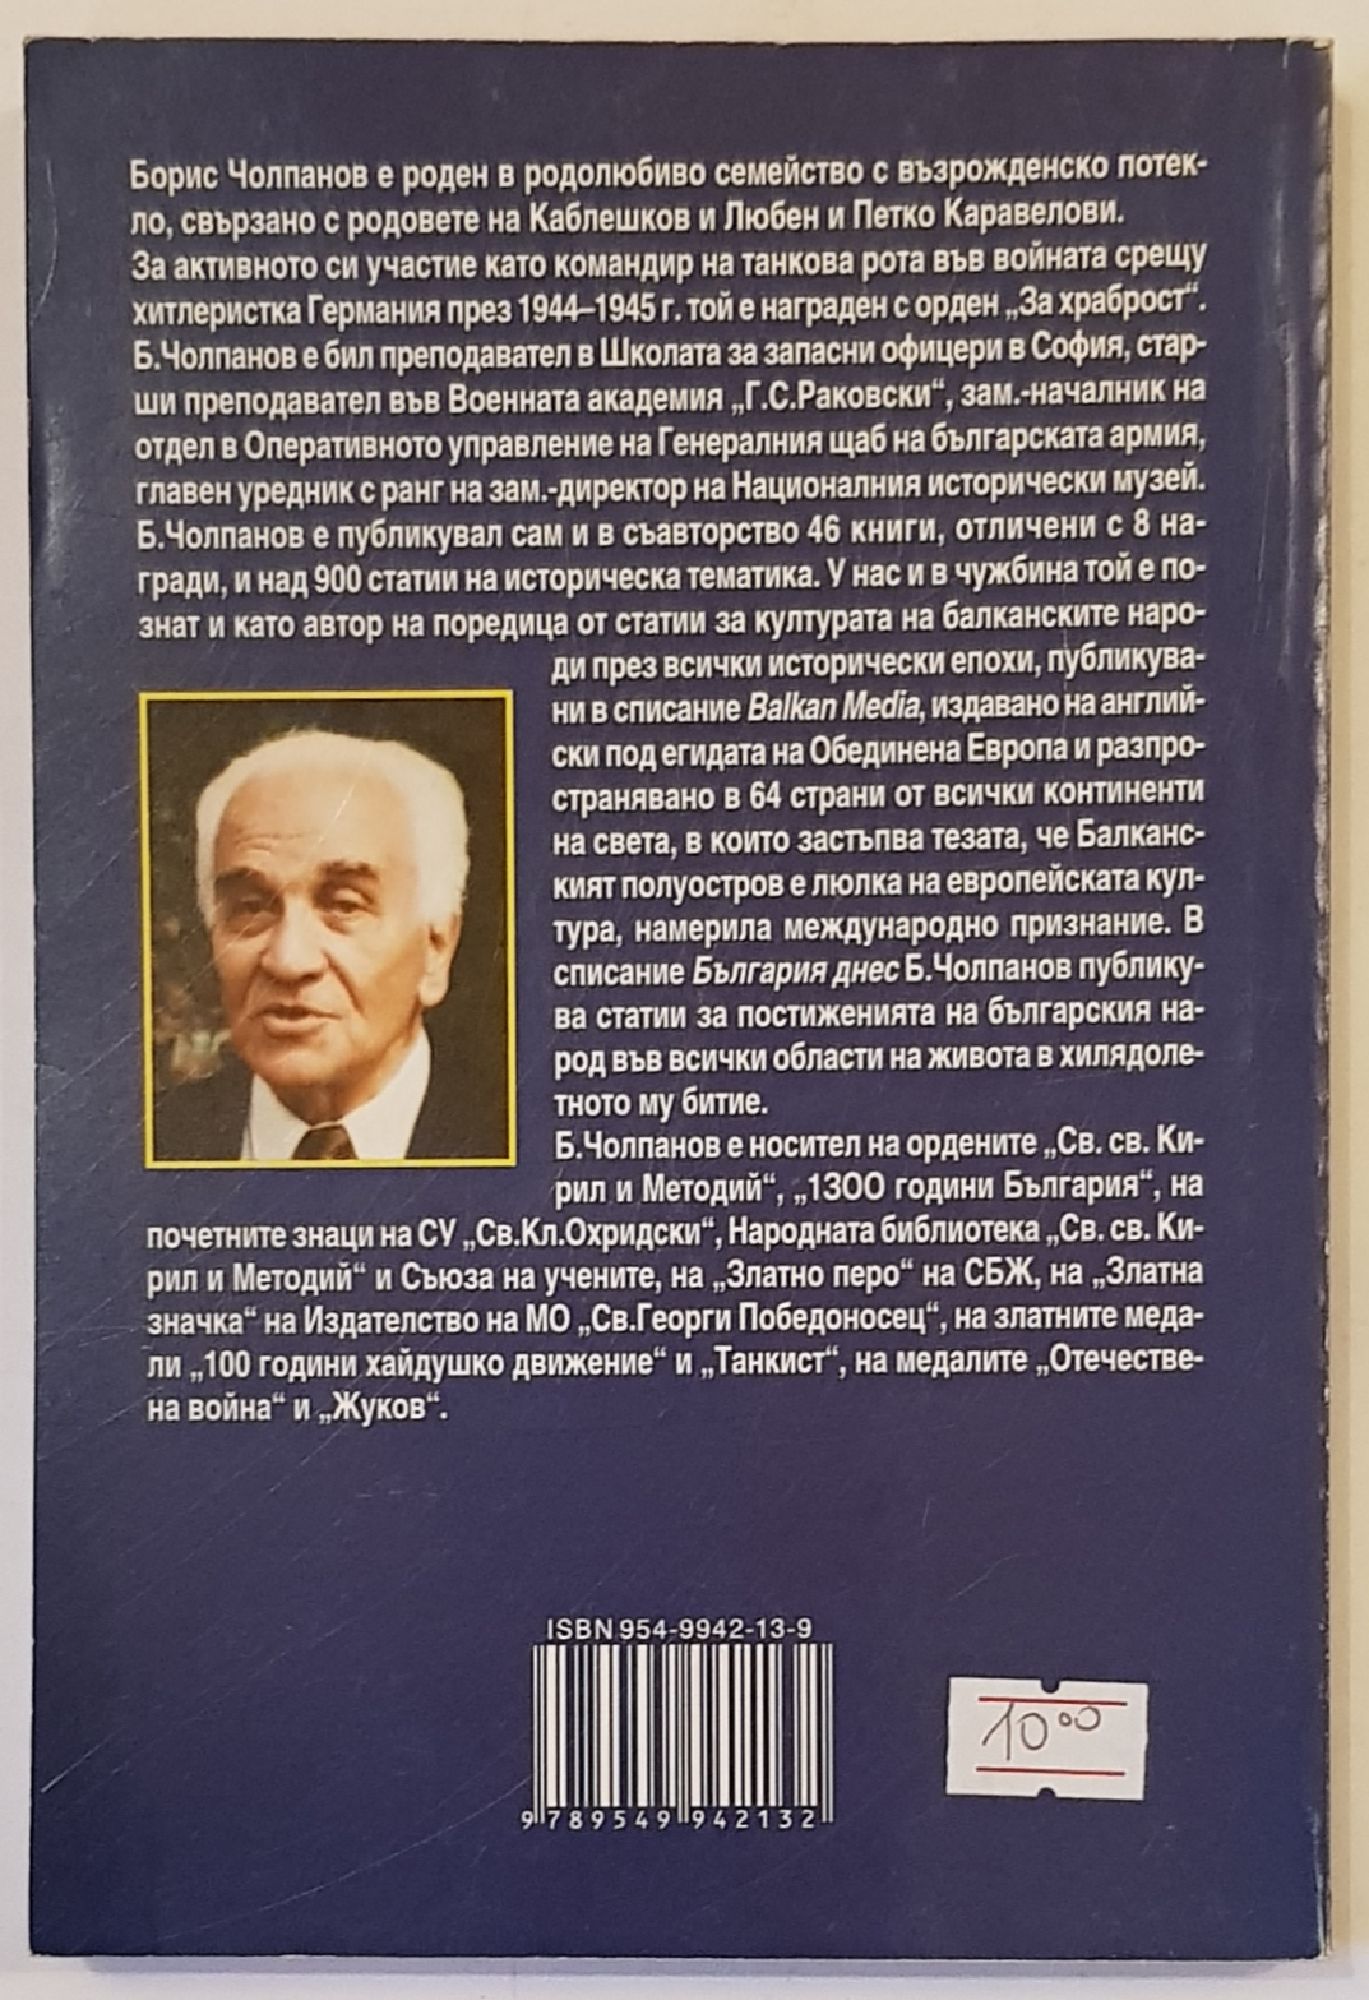 Борис Чолпанов е роден в родолюбиво семейство с възрожденско потек-
ло, свързано с родовете на Каблешков и Любен и Петко Каравелови.
За активното си участие като командир на танкова рота във войната срещу
хитлеристка Германия през 1944–1945 г. той е награден с орден „За храброст“.
Б.Чолпанов е бил преподавател в Школата за запасни офицери в София, стар-
ши преподавател във Военната академия „Г.С.Раковски“, зам.-началник на
отдел в Оперативното управление на Генералния щаб на българската армия,
главен уредник с ранг на зам.-директор на Националния исторически музей.
Б.Чолпанов е публикувал сам и в съавторство 46 книги, отличени с 8 на-
гради, и над 900 статии на историческа тематика. У нас и в чужбина той е по-
знат и като автор на поредица от статии за културата на балканските наро-
ди през всички исторически епохи, публикува-
ни в списание Balkan Media, издавано на англий-
ски под егидата на Обединена Европа и разпро-
странявано в 64 страни от всички континенти
на света, в които застъпва тезата, че Балканс-
кият полуостров е люлка на европейската кул-
тура, намерила международно признание. В
списание България днес Б.Чолпанов публику-
ва статии за постиженията на българския на-
род във всички области на живота в хилядоле-
тното му битие.
Б.Чолпанов е носител на ордените „Св. св. Ки-
рил и Методий“, „1300 години България“, на
почетните знаци на СУ „Св.Кл.Охридски“, Народната библиотека „Св. св. Ки-
рил и Методий“ и Съюза на учените, на „Златно перо“ на СБЖ, на „Златна
значка“ на Издателство на МО „Св.Георги Победоносец“, на златните меда-
ли „100 години хайдушко движение“ и „Танкист“, на медалите „Отечестве-
на война“ и „Жуков“.
ISBN 954-9942-13-9
9 789549 942132
10 00